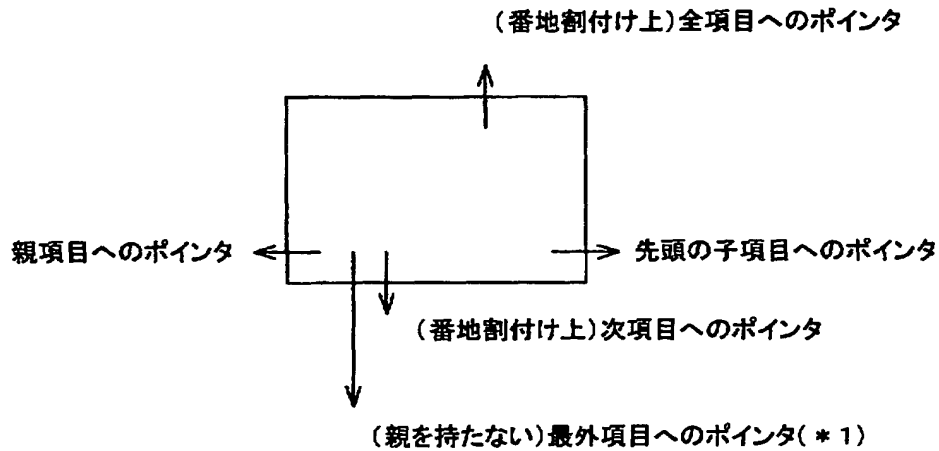 (番地割付け上)全項目へのポインタ
親項目へのポインタ
先頭の子項目へのポインタ
(番地割付け上)次項目へのポインタ
(親を持たない)最外項目へのポインタ(*1)